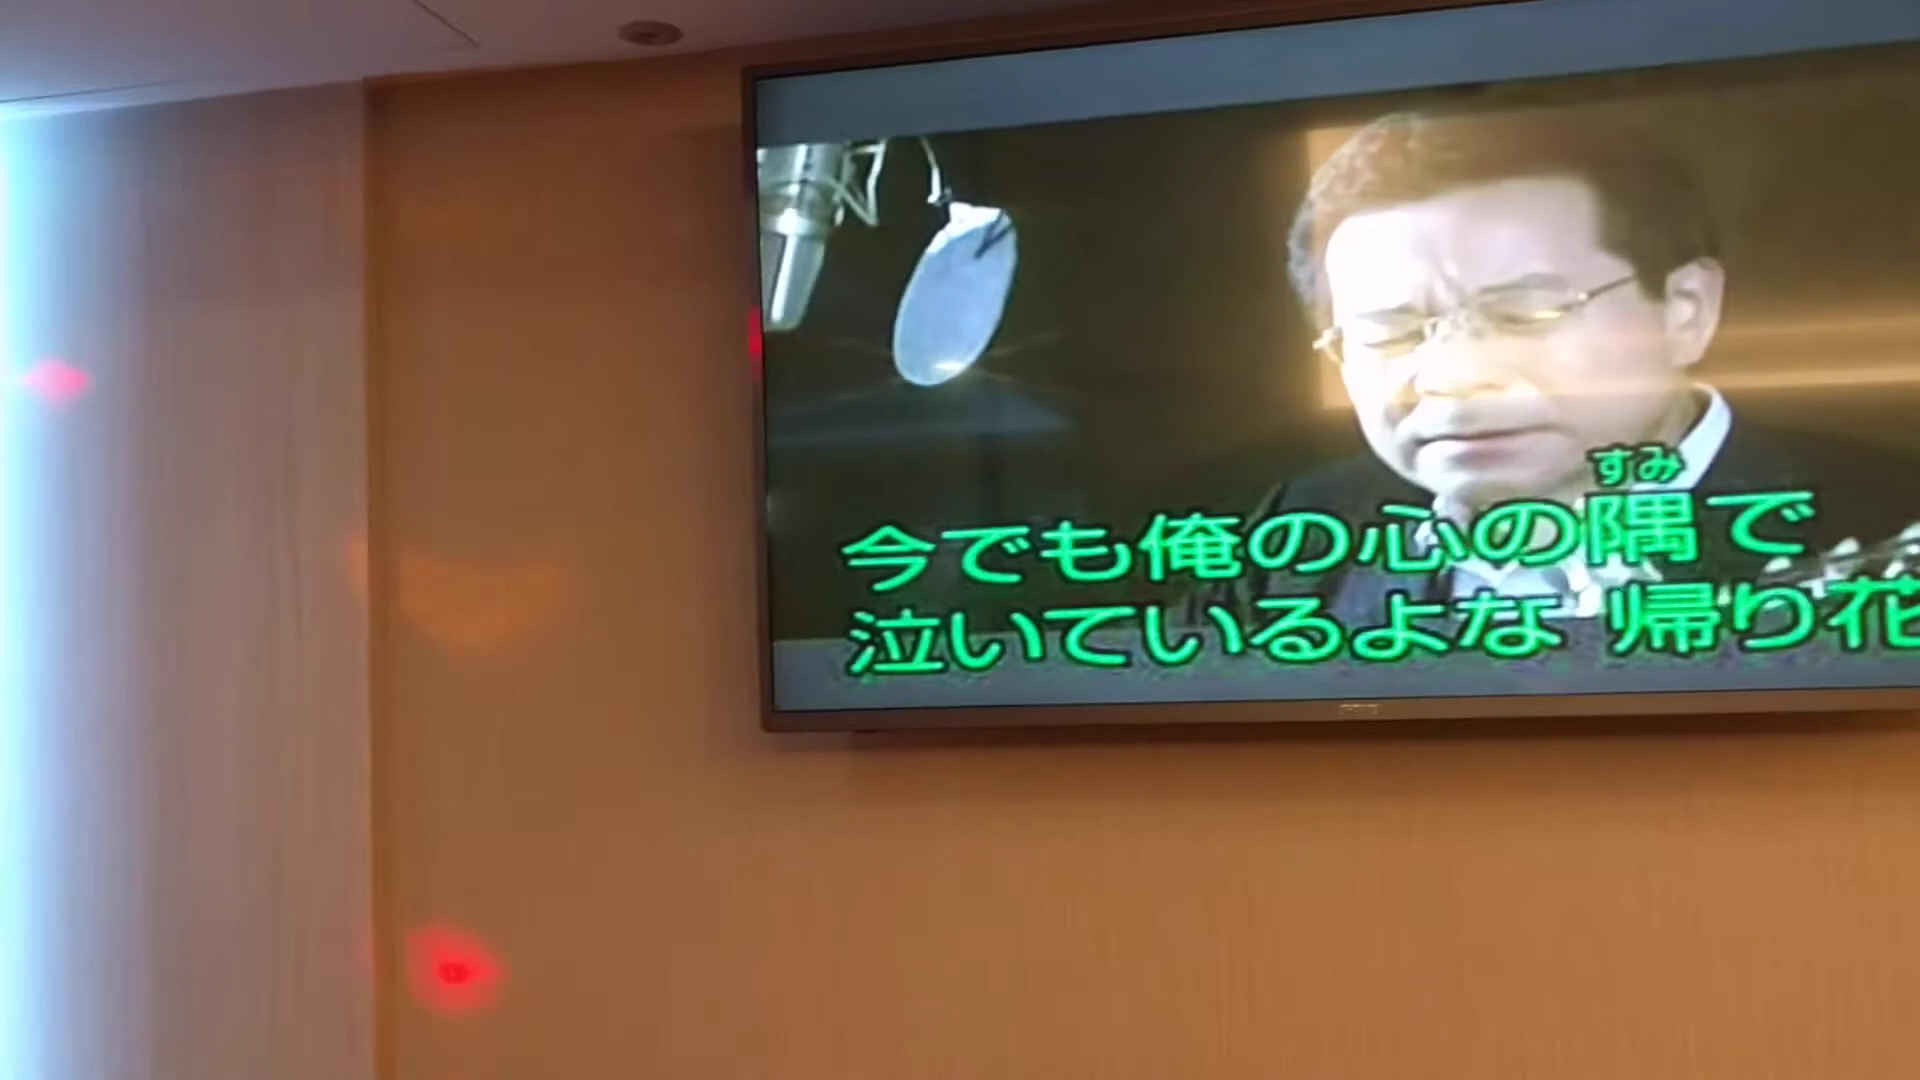 すみ
今でも俺の心の隅で
泣いているよな 帰り花